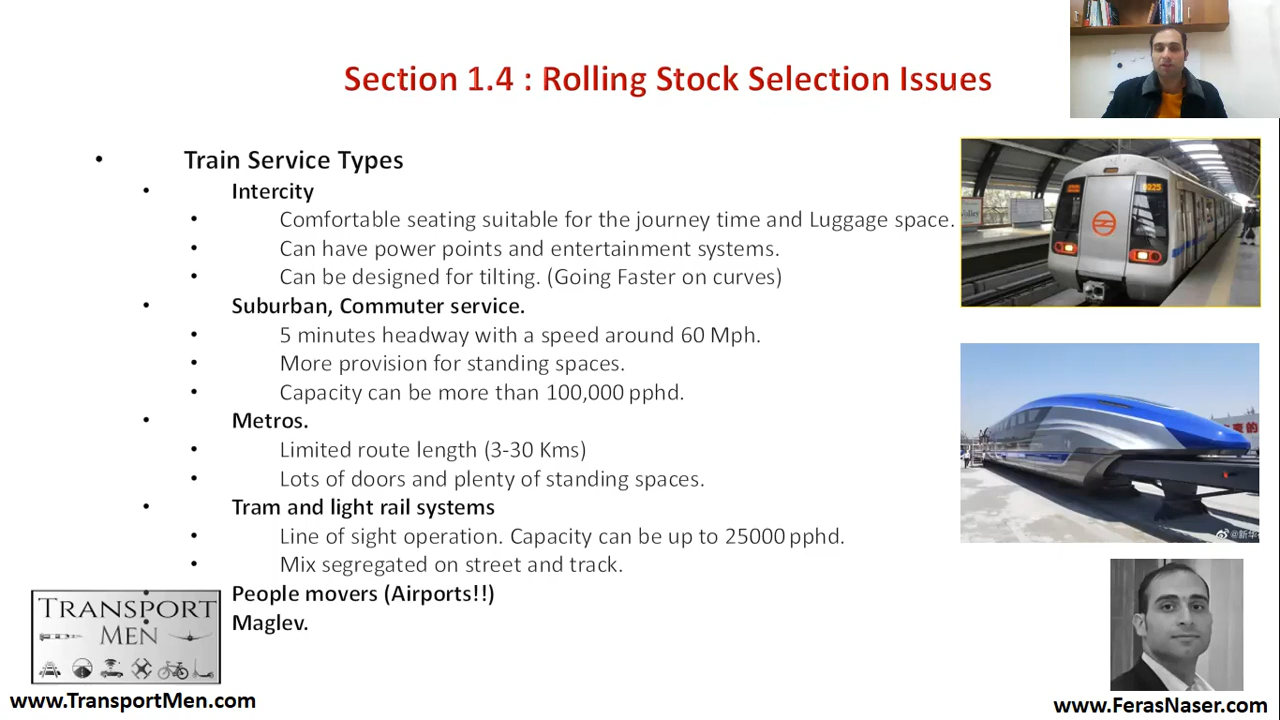 Section 1.4 : Rolling Stock Selection Issues
• Train Service Types
• Intercity
• Comfortable seating suitable for the journey time and Luggage space.
• Can have power points and entertainment systems.
• Can be designed for tilting. (Going Faster on curves)
• Suburban, Commuter service.
• 5 minutes headway with a speed around 60 Mph.
• More provision for standing spaces.
• Capacity can be more than 100,000 pphd.
• Metros.
• Limited route length (3-30 Kms)
• Lots of doors and plenty of standing spaces.
• Tram and light rail systems
• Line of sight operation. Capacity can be up to 25000 pphd.
• Mix segregated on street and track.
People movers (Airports!!)
Maglev.
TRANSPORT
MEN
www.TransportMen.com
www.FerasNaser.com